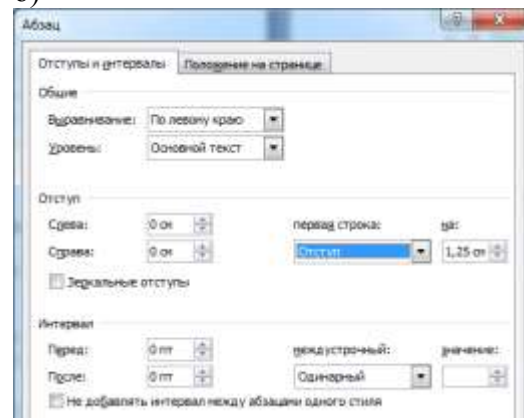 Абзац
Отступы и интервалы Положение на странице
Общие
Выравнивание: По левому краю
Уровень: Основной текст
Отступ
Слева: 0 см первая строка: на:
Справа: 0 см Отступ 1,25 см
Зеркальные отступы
Интервал
Перед: 0 пт междустрочный: значение:
После: 0 пт Одинарный
Не добавлять интервал между абзацами одного стиля